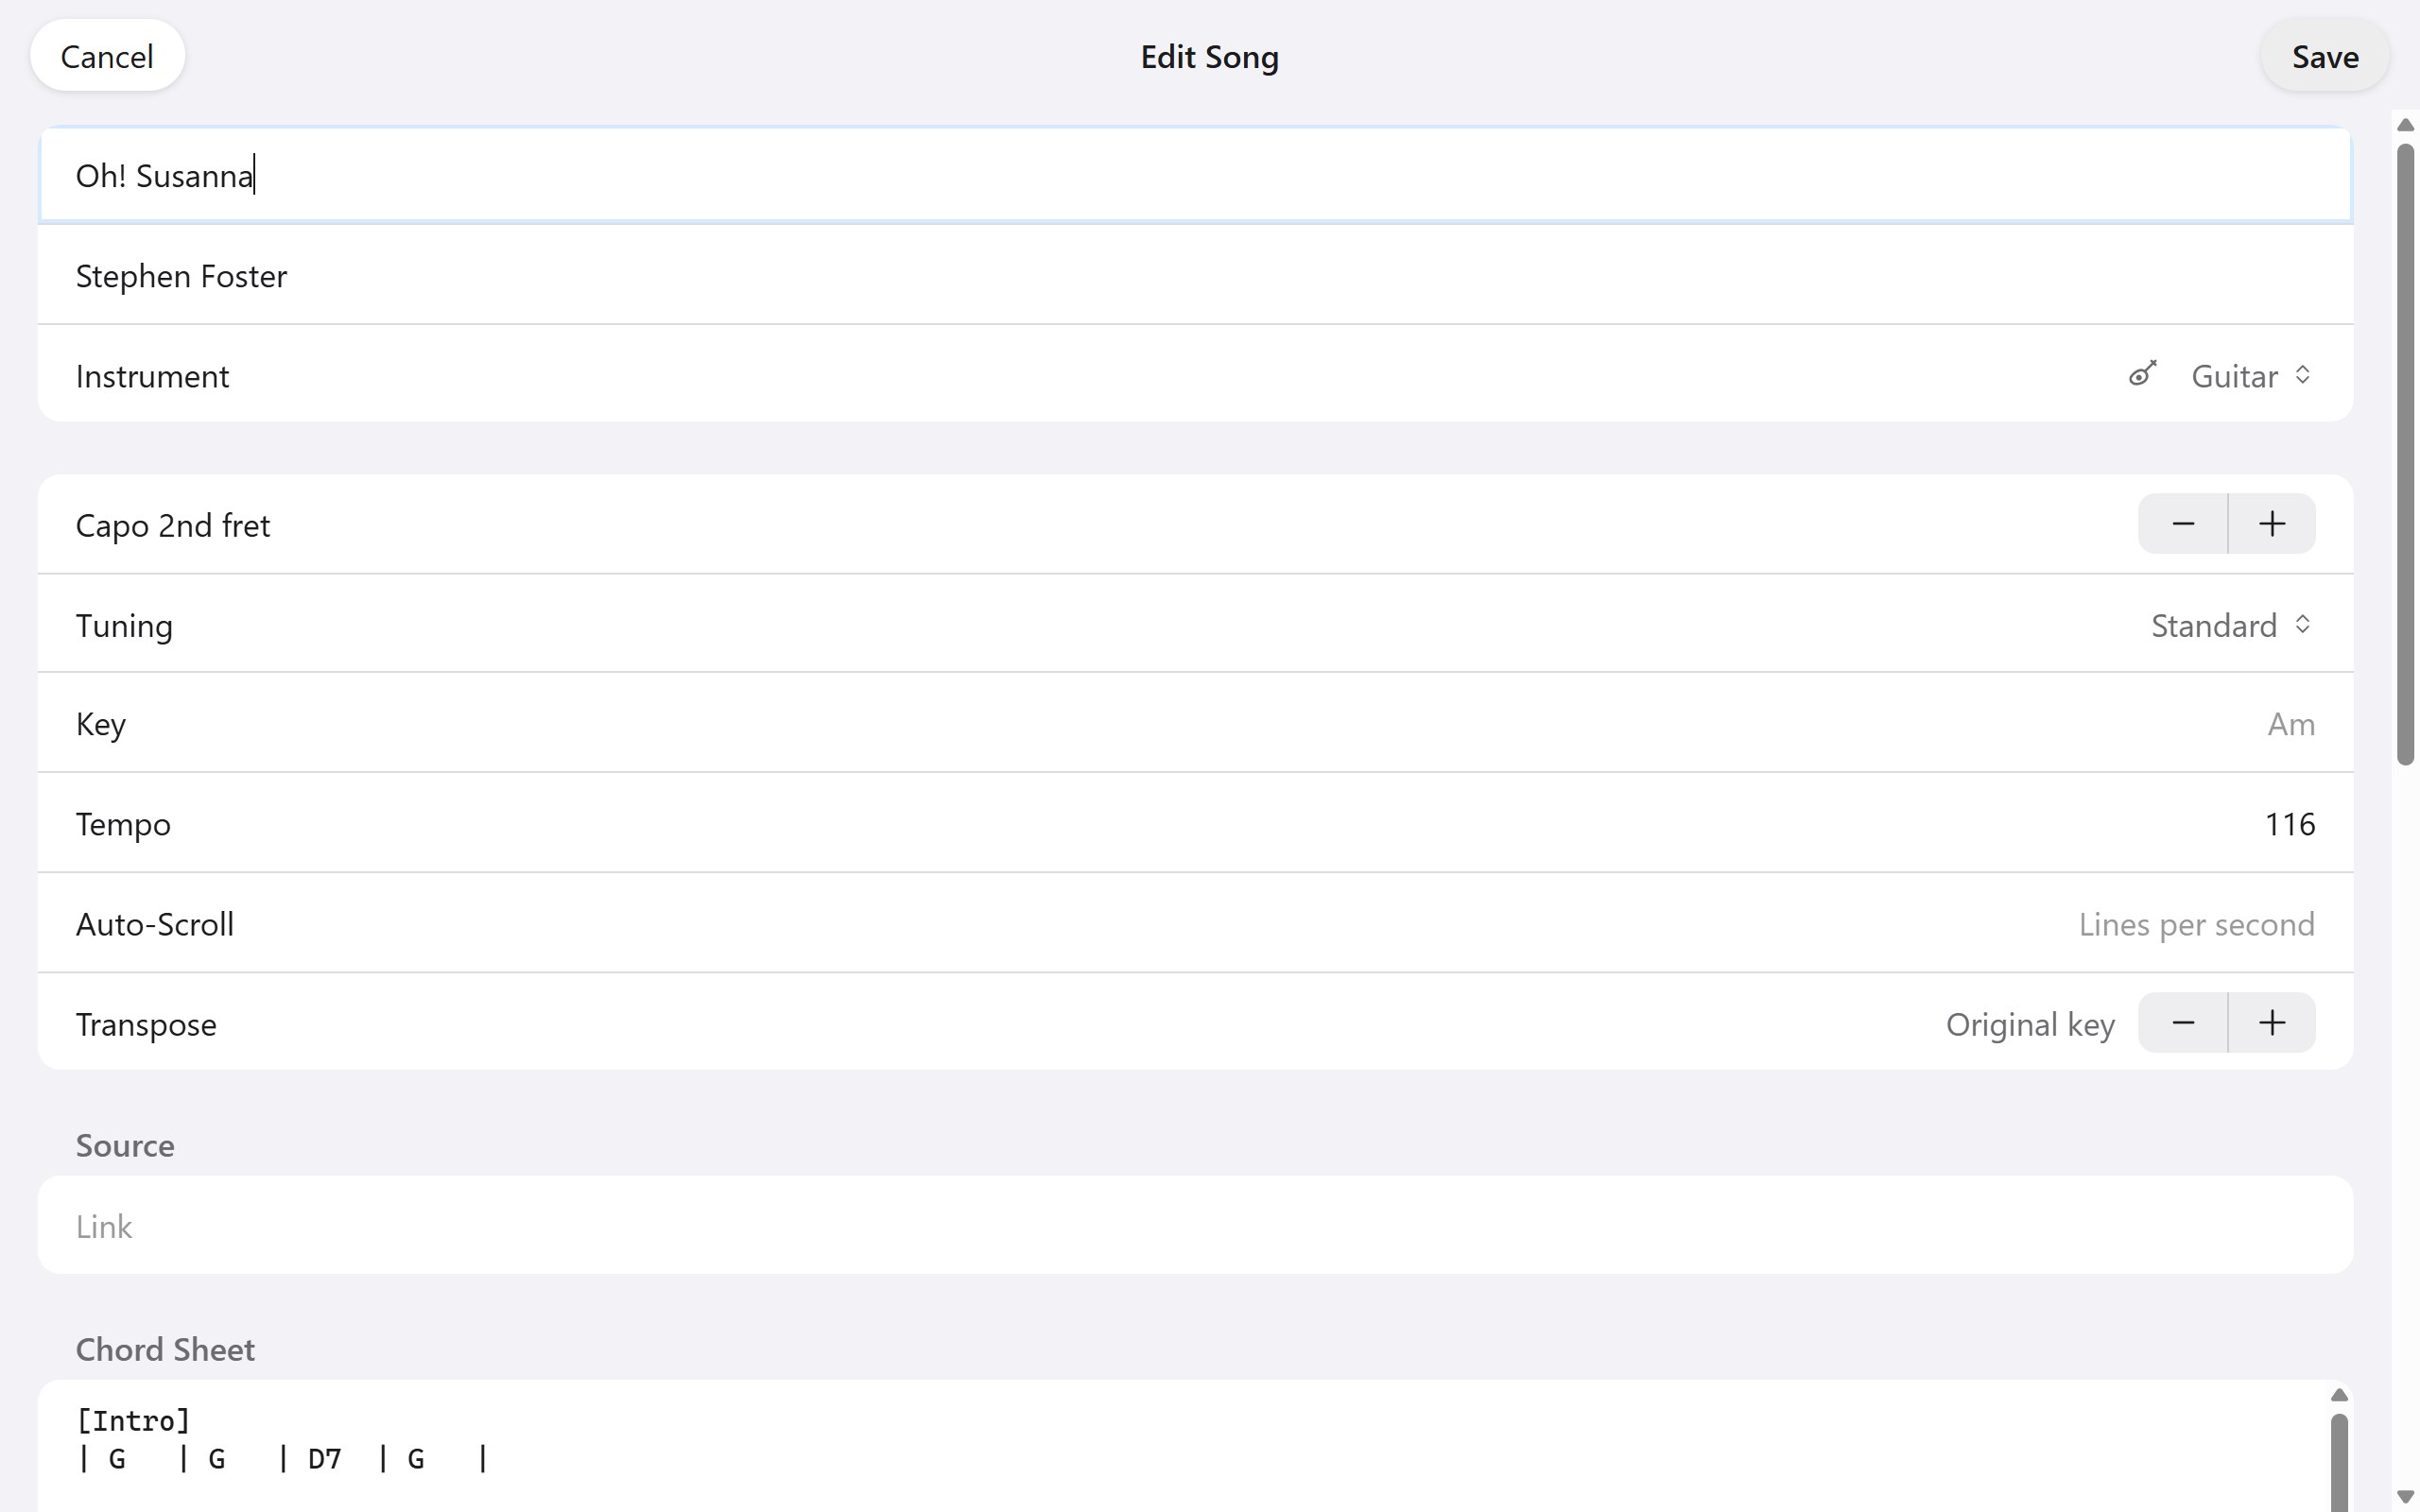 Cancel
Edit Song
Save
Oh! Susanna
Stephen Foster
Instrument
Guitar
Capo 2nd fret
Tuning
Standard
Key
Am
Tempo
116
Auto-Scroll
Lines per second
Transpose
Original key
Source
Link
Chord Sheet
[Intro]
| G | G | D7 | G |